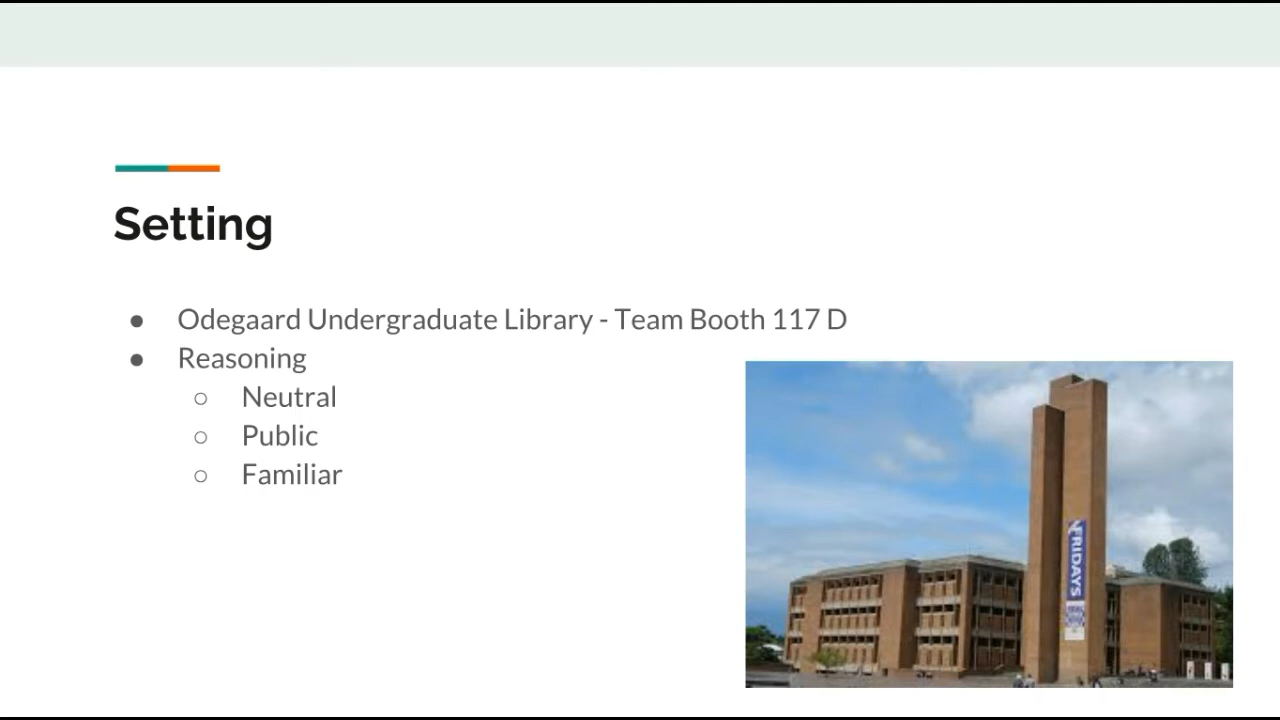 Setting
● Odegaard Undergraduate Library - Team Booth 117 D
● Reasoning
○ Neutral
○ Public
○ Familiar
FRIDAYS